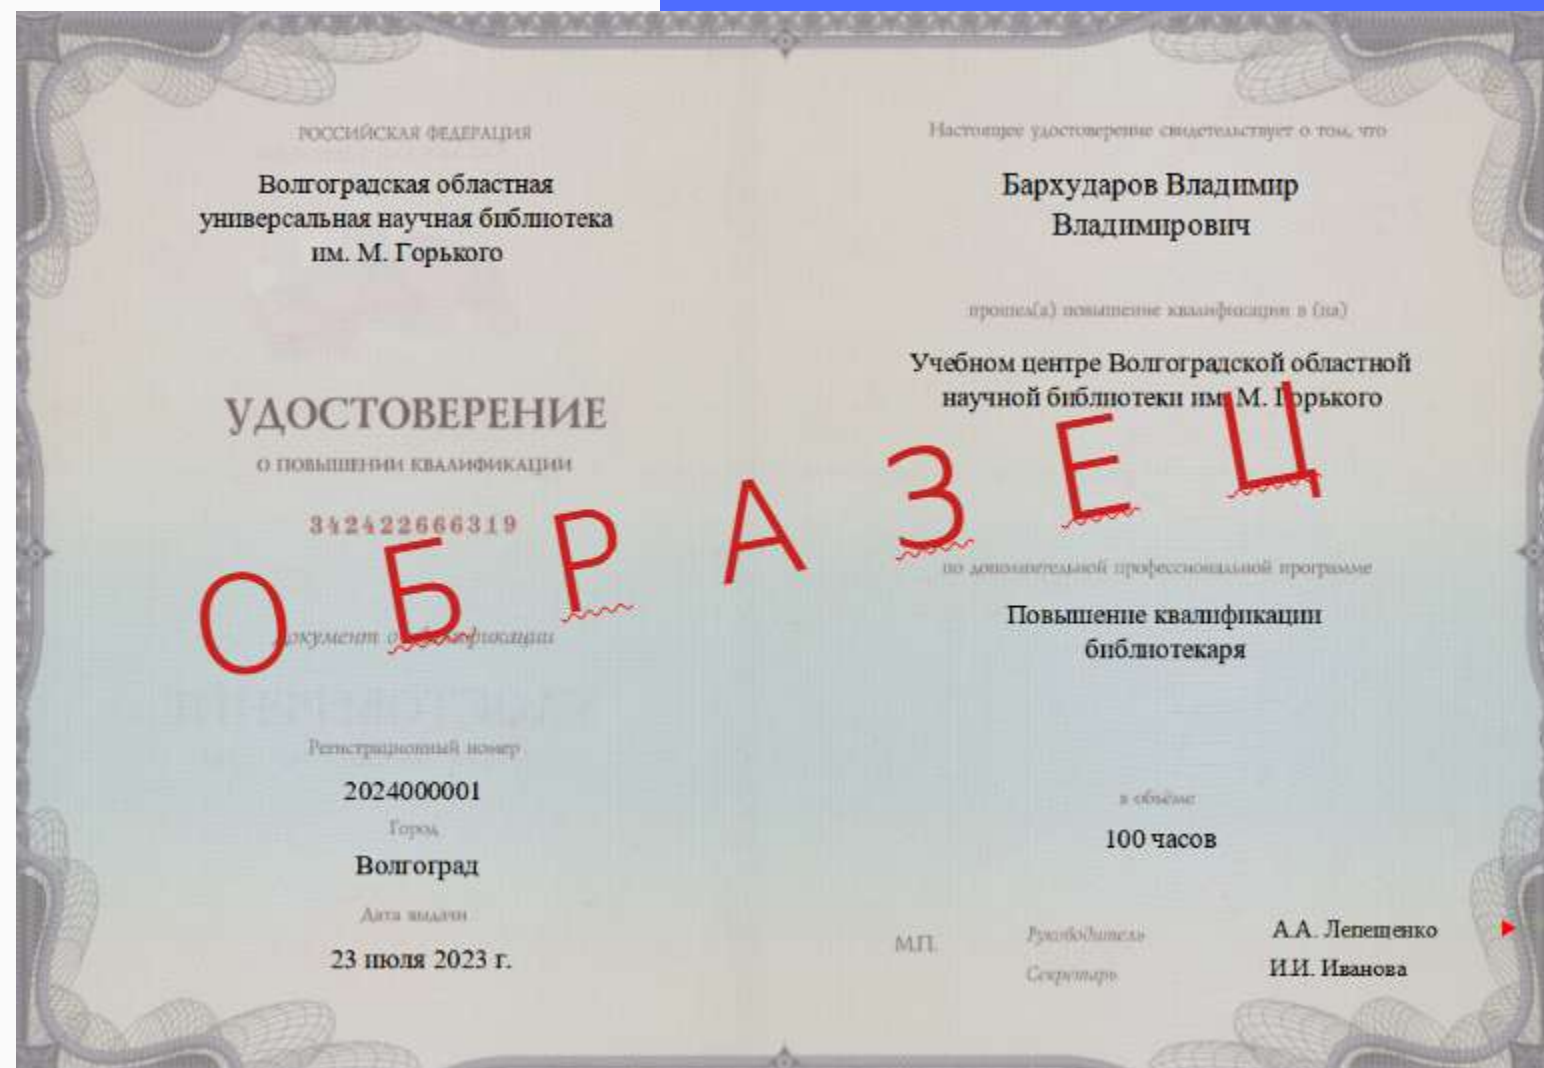 РОССИЙСКАЯ ФЕДЕРАЦИЯ
Волгоградская областная
универсальная научная библиотека
им. М. Горького
УДОСТОВЕРЕНИЕ
О ПОВЫШЕНИИ КВАЛИФИКАЦИИ
342422666319
Документ о квалификации
Регистрационный номер
2024000001
Город
Волгоград
Дата выдачи
23 июля 2023 г.
Настоящее удостоверение свидетельствует о том, что
Бархударов Владимир
Владимирович
прошел(а) повышение квалификации в (на)
Учебном центре Волгоградской областной
научной библиотеки им. М. Горького
по дополнительной профессиональной программе
Повышение квалификации
библиотекаря
в объёме
100 часов
М.П.
Руководитель
А.А. Лепещенко
Секретарь
И.И. Иванова
ОБРАЗЕЦ